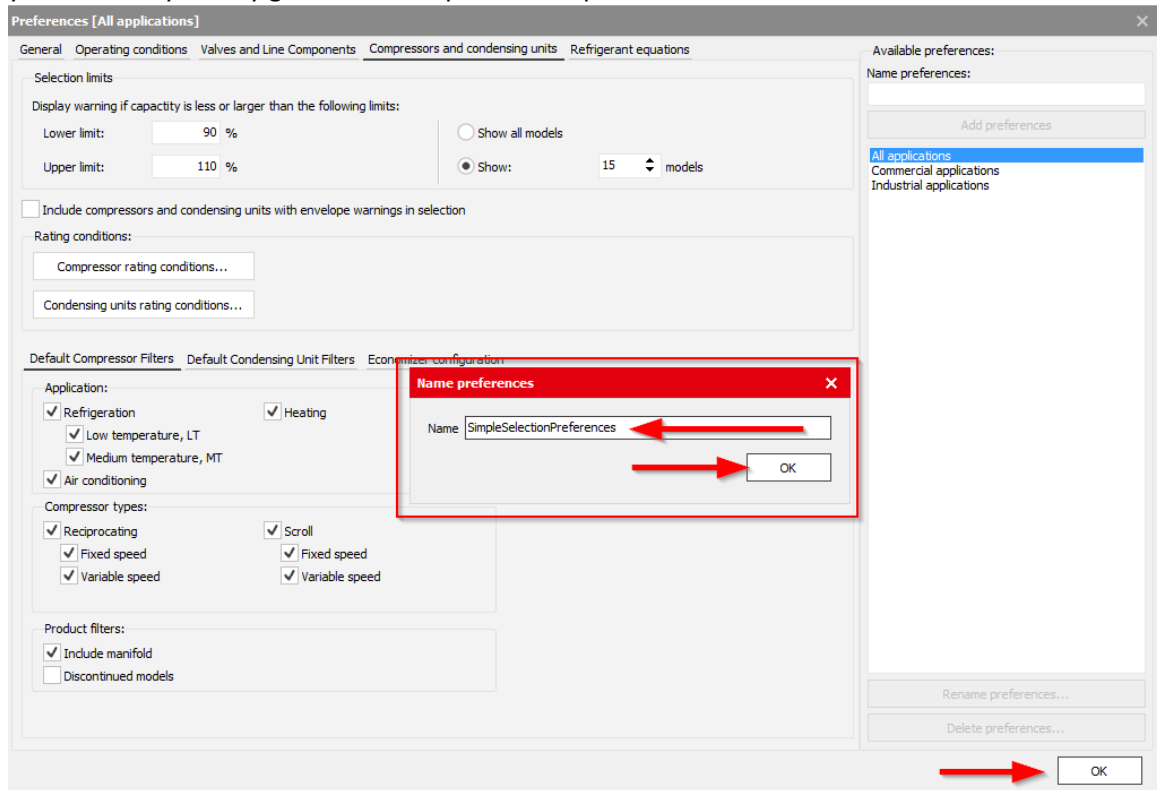 Preferences [All applications]
General Operating conditions Valves and Line Components Compressors and condensing units Refrigerant equations
Selection limits
Display warning if capactity is less or larger than the following limits:
Lower limit: 90 %
Upper limit: 110 %
Show all models
Show: 15 models
Include compressors and condensing units with envelope warnings in selection
Rating conditions:
Compressor rating conditions...
Condensing units rating conditions...
Default Compressor Filters Default Condensing Unit Filters Economizer configuration
Application:
Refrigeration Heating
Low temperature, LT
Medium temperature, MT
Air conditioning
Compressor types:
Reciprocating Scroll
Fixed speed Fixed speed
Variable speed Variable speed
Product filters:
Include manifold
Discontinued models
Name preferences
Name SimpleSelectionPreferences
OK
Available preferences:
Name preferences:
Add preferences
All applications
Commercial applications
Industrial applications
Rename preferences...
Delete preferences...
OK